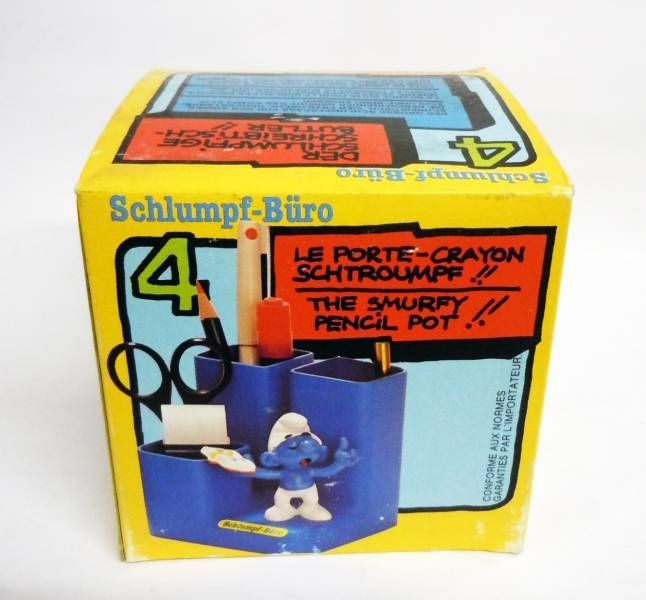 DER
SCHLUMPFIGE
SCHREIBTISCH-
BUTLER !!
4
Schlumpf-Büro
Schlumpf-Büro
4
LE PORTE-CRAYON
SCHTROUMPF !!
THE SMURFY
PENCIL POT !!
CONFORME AUX NORMES
GARANTIES PAR L'IMPORTATEUR
Schlumpf-Büro